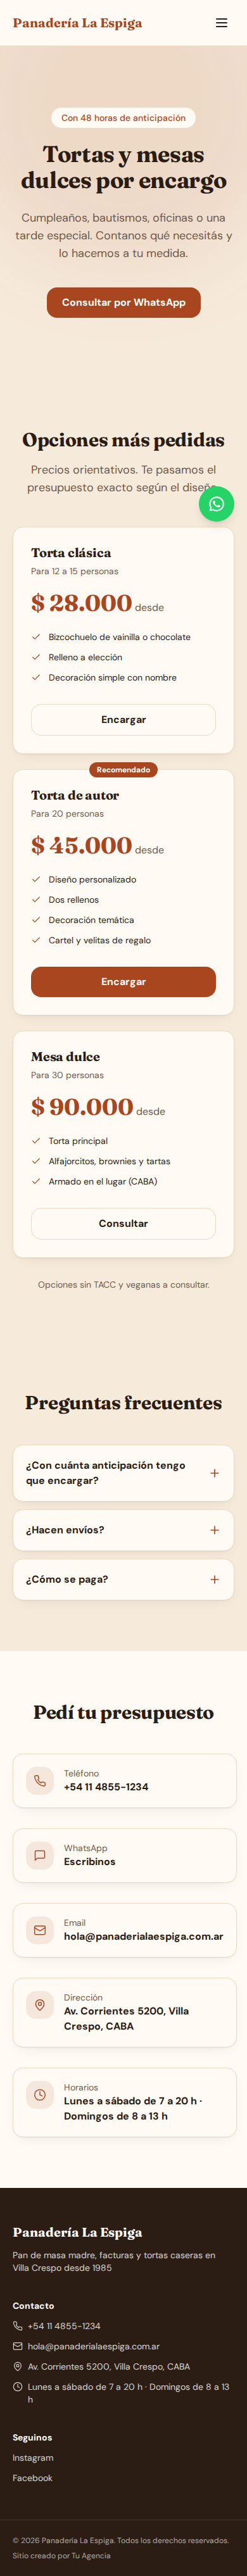 Panadería La Espiga
Con 48 horas de anticipación
Tortas y mesas
dulces por encargo
Cumpleaños, bautismos, oficinas o una
tarde especial. Contanos qué necesitás y
lo hacemos a tu medida.
Consultar por WhatsApp
Opciones más pedidas
Precios orientativos. Te pasamos el
presupuesto exacto según el diseño.
Torta clásica
Para 12 a 15 personas
$ 28.000 desde
Bizcochuelo de vainilla o chocolate
Relleno a elección
Decoración simple con nombre
Encargar
Recomendado
Torta de autor
Para 20 personas
$ 45.000 desde
Diseño personalizado
Dos rellenos
Decoración temática
Cartel y velitas de regalo
Encargar
Mesa dulce
Para 30 personas
$ 90.000 desde
Torta principal
Alfajorcitos, brownies y tartas
Armado en el lugar (CABA)
Consultar
Opciones sin TACC y veganas a consultar.
Preguntas frecuentes
¿Con cuánta anticipación tengo
que encargar?
¿Hacen envíos?
¿Cómo se paga?
Pedí tu presupuesto
Teléfono
+54 11 4855-1234
WhatsApp
Escribinos
Email
hola@panaderialaespiga.com.ar
Dirección
Av. Corrientes 5200, Villa
Crespo, CABA
Horarios
Lunes a sábado de 7 a 20 h ·
Domingos de 8 a 13 h
Panadería La Espiga
Pan de masa madre, facturas y tortas caseras en
Villa Crespo desde 1985
Contacto
+54 11 4855-1234
hola@panaderialaespiga.com.ar
Av. Corrientes 5200, Villa Crespo, CABA
Lunes a sábado de 7 a 20 h · Domingos de 8 a 13
h
Seguinos
Instagram
Facebook
© 2026 Panadería La Espiga. Todos los derechos reservados.
Sitio creado por Tu Agencia